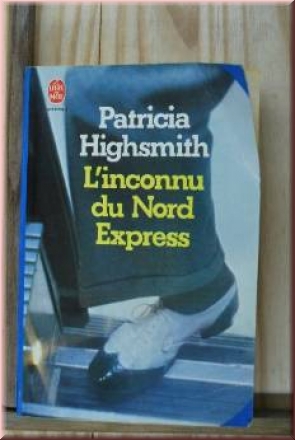 Patricia
Highsmith
L'inconnu
du Nord
Express